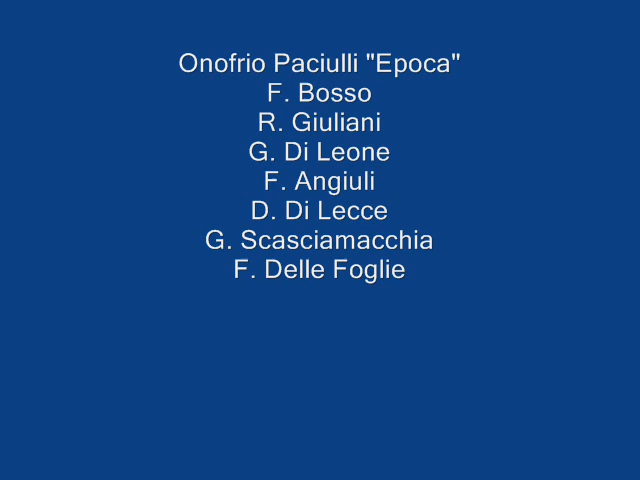 Onofrio Paciulli "Epoca"
F. Bosso
R. Giuliani
G. Di Leone
F. Angiuli
D. Di Lecce
G. Scasciamacchia
F. Delle Foglie